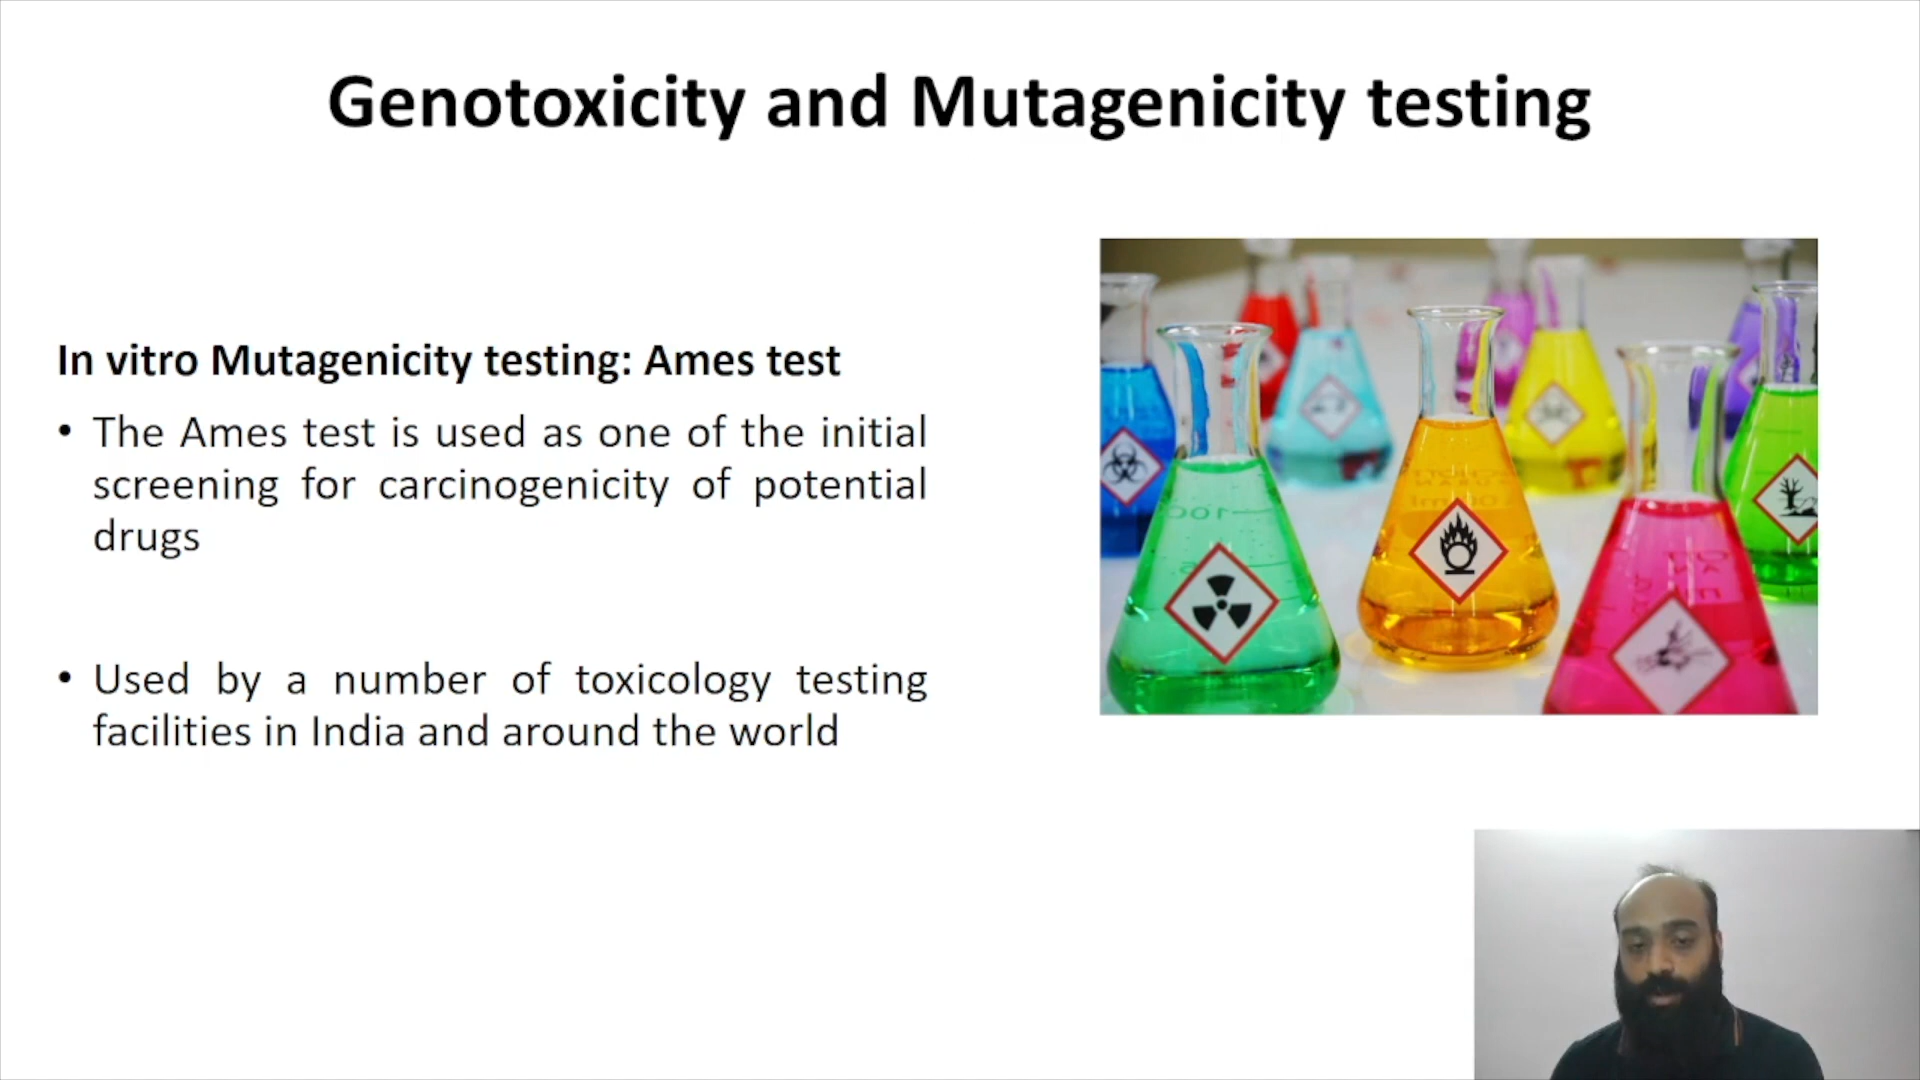 Genotoxicity and Mutagenicity testing
In vitro Mutagenicity testing: Ames test
• The Ames test is used as one of the initial
screening for carcinogenicity of potential
drugs
• Used by a number of toxicology testing
facilities in India and around the world